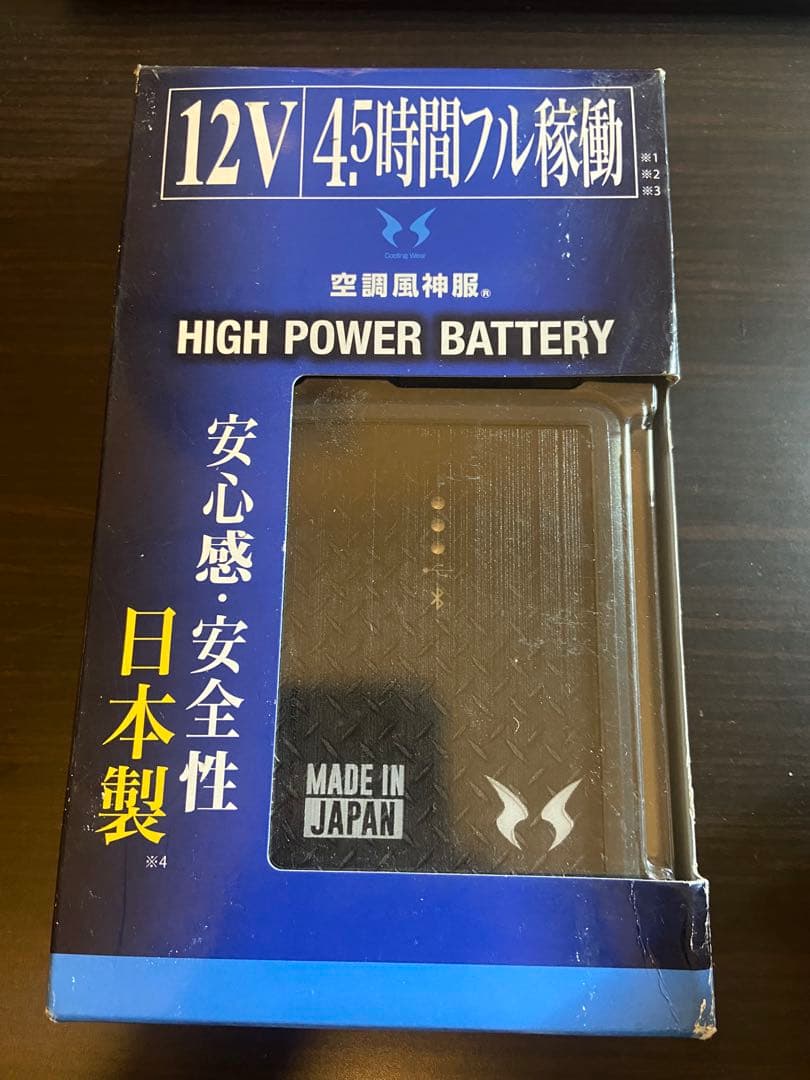 12V 4.5時間フル稼働
※1
※2
※3
Cooling Wear
空調風神服®
HIGH POWER BATTERY
安心感・安全性
日本製
※4
MADE IN
JAPAN